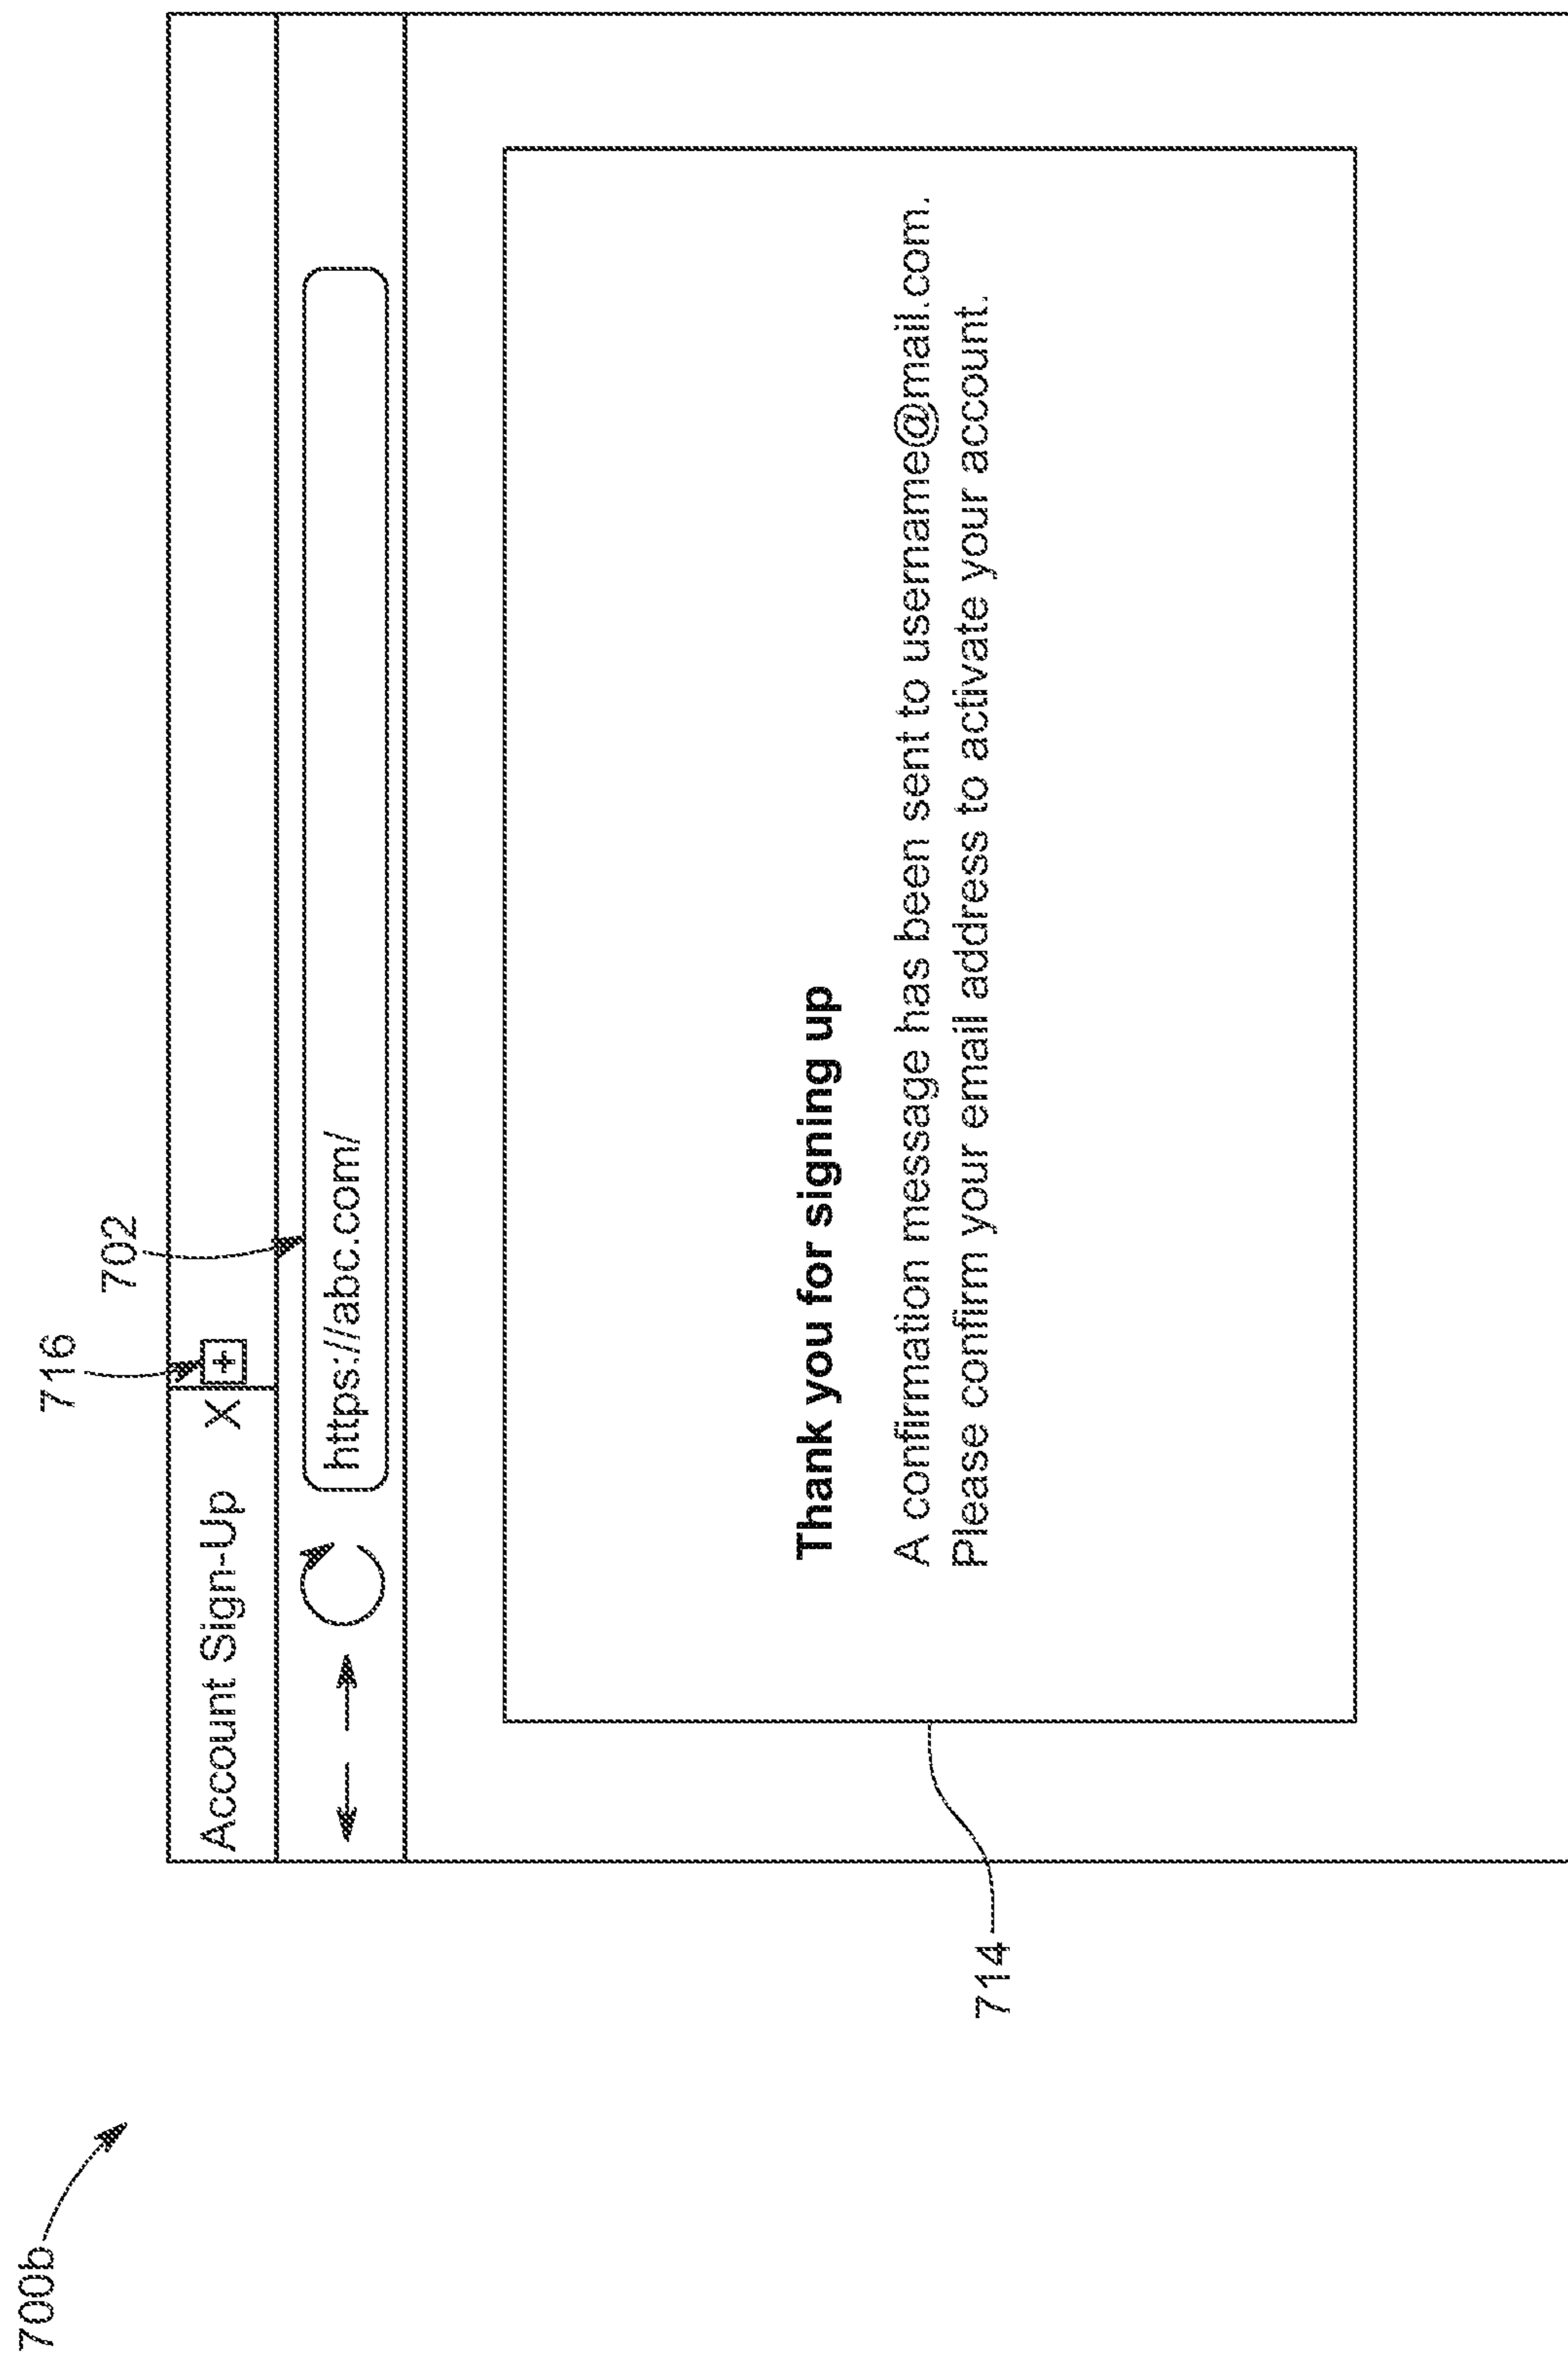 700b
716
702
Account Sign-Up X +
https://abc.com/
Thank you for signing up
A confirmation message has been sent to username@mail.com.
Please confirm your email address to activate your account.
714